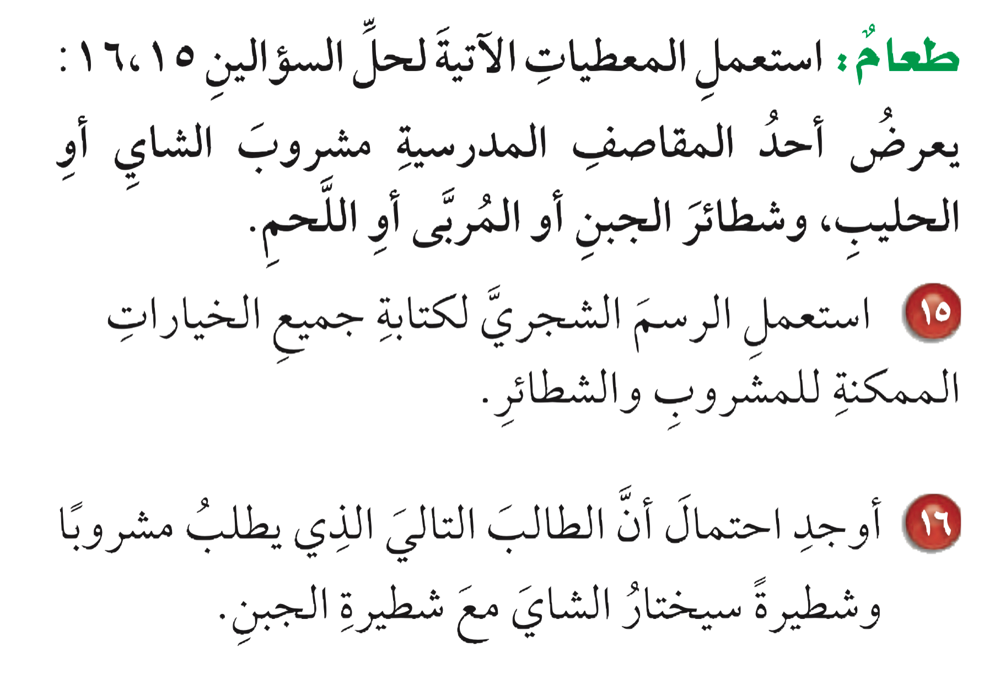 طعامٌ: استعملِ المعطياتِ الآتيةَ لحلِّ السؤالينِ ١٥، ١٦:
يعرضُ أحدُ المقاصفِ المدرسيةِ مشروبَ الشايِ أوِ
الحليبِ، وشطائرَ الجبنِ أو المُربَّى أوِ اللَّحمِ.
١٥ استعملِ الرسمَ الشجريَّ لكتابةِ جميعِ الخياراتِ
الممكنةِ للمشروبِ والشطائرِ.
١٦ أوجدِ احتمالَ أنَّ الطالبَ التاليَ الذِي يطلبُ مشروبًا
وشطيرةً سيختارُ الشايَ معَ شطيرةِ الجبنِ.